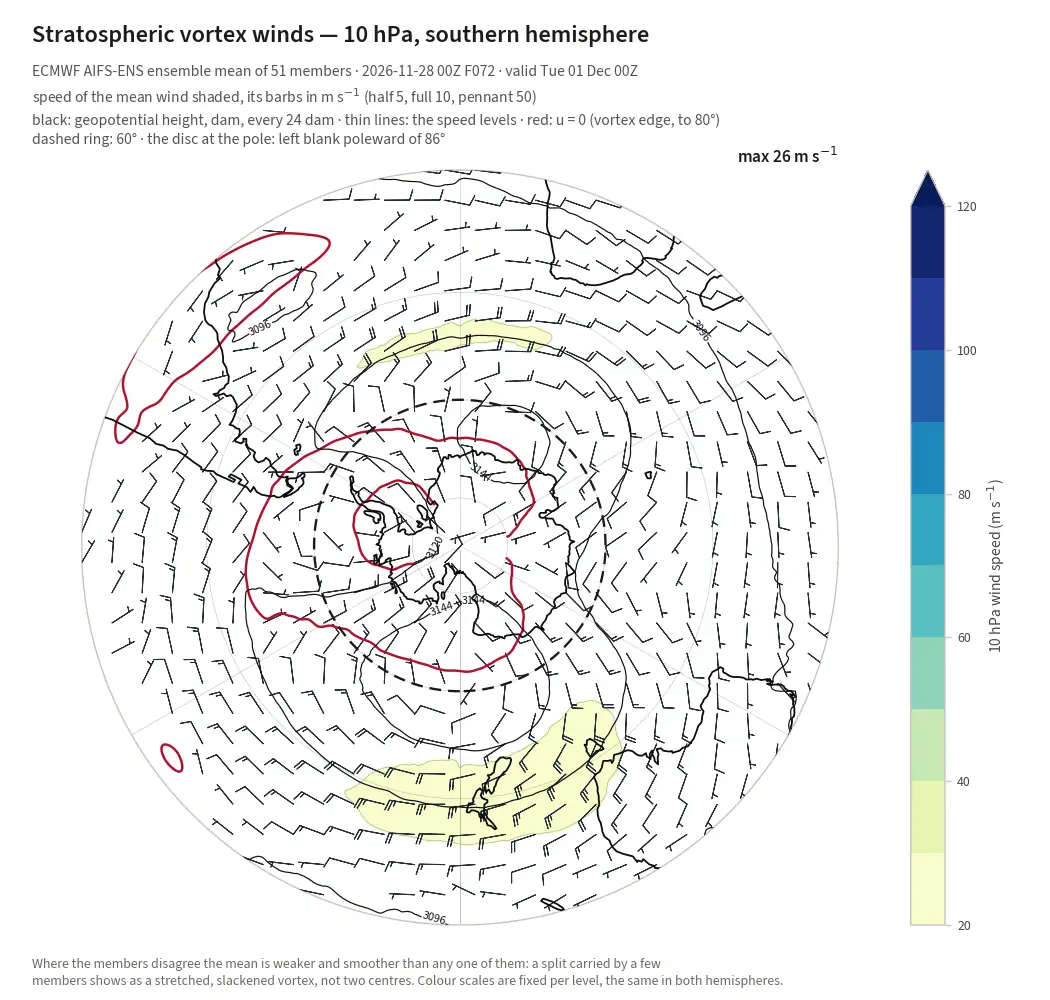 Stratospheric vortex winds — 10 hPa, southern hemisphere
ECMWF AIFS-ENS ensemble mean of 51 members · 2026-11-28 00Z F072 · valid Tue 01 Dec 00Z
speed of the mean wind shaded, its barbs in m s⁻¹ (half 5, full 10, pennant 50)
black: geopotential height, dam, every 24 dam · thin lines: the speed levels · red: u = 0 (vortex edge, to 80°)
dashed ring: 60° · the disc at the pole: left blank poleward of 86°
max 26 m s⁻¹
120
100
80
60
40
20
10 hPa wind speed (m s⁻¹)
3096
3096
3144
3120
3144
3144
3096
Where the members disagree the mean is weaker and smoother than any one of them: a split carried by a few
members shows as a stretched, slackened vortex, not two centres. Colour scales are fixed per level, the same in both hemispheres.